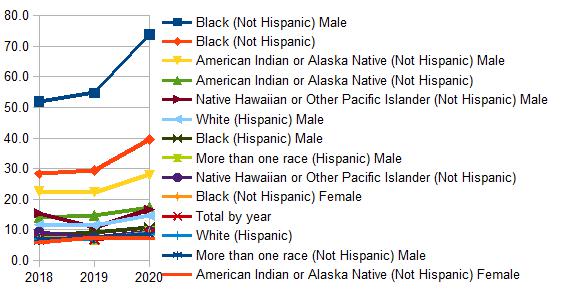 80.0
70.0
60.0
50.0
40.0
30.0
20.0
10.0
0.0
2018 2019 2020
Black (Not Hispanic) Male
Black (Not Hispanic)
American Indian or Alaska Native (Not Hispanic) Male
American Indian or Alaska Native (Not Hispanic)
Native Hawaiian or Other Pacific Islander (Not Hispanic) Male
White (Hispanic) Male
Black (Hispanic) Male
More than one race (Hispanic) Male
Native Hawaiian or Other Pacific Islander (Not Hispanic)
Black (Not Hispanic) Female
Total by year
White (Hispanic)
More than one race (Not Hispanic) Male
American Indian or Alaska Native (Not Hispanic) Female